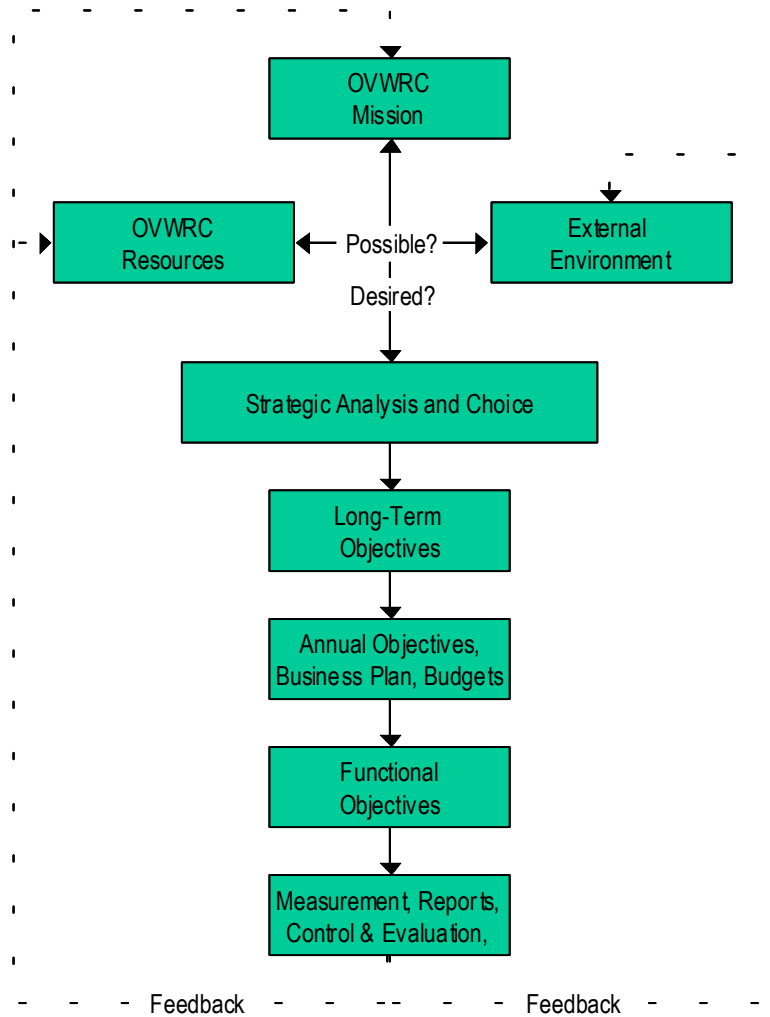 OVWRC
Mission
OVWRC
Resources
Possible?
External
Environment
Desired?
Strategic Analysis and Choice
Long-Term
Objectives
Annual Objectives,
Business Plan, Budgets
Functional
Objectives
Measurement, Reports,
Control & Evaluation,
Feedback
Feedback